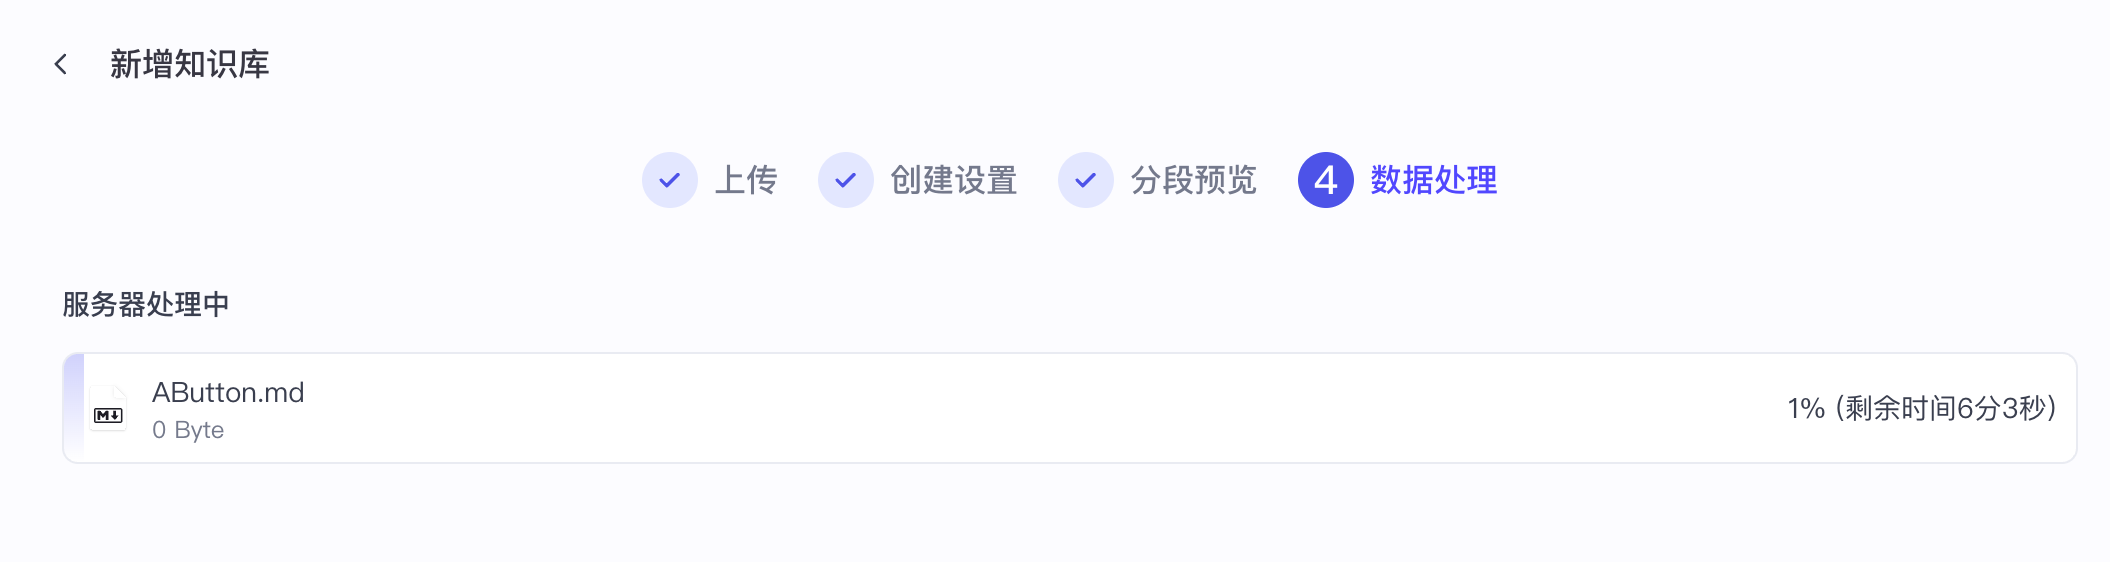 新增知识库
上传 创建设置 分段预览 4 数据处理
服务器处理中
AButton.md
0 Byte
1% (剩余时间6分3秒)
M